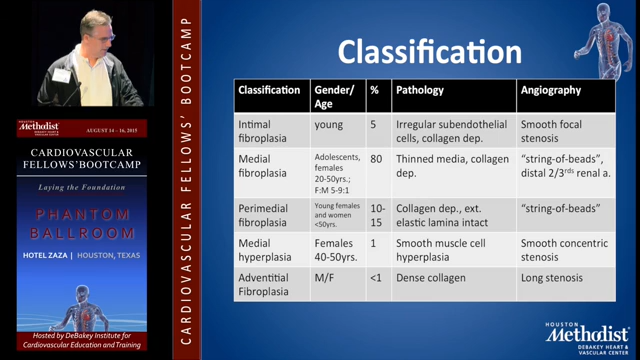 HOUSTON
Methodist
DEBAKEY HEART &
VASCULAR CENTER
AUGUST 14 – 16, 2015
CARDIOVASCULAR
FELLOWS' BOOTCAMP
Laying the Foundation
PHANTOM
BALLROOM
HOTEL ZAZA | HOUSTON, TEXAS
Hosted by DeBakey Institute for
Cardiovascular Education and Training
CARDIOVASCULAR FELLOWS' BOOTCAMP
Classification
Classification Gender/ % Pathology Angiography
Age
Intimal young 5 Irregular subendothelial Smooth focal
fibroplasia cells, collagen dep. stenosis
Medial Adolescents, 80 Thinned media, collagen "string-of-beads",
fibroplasia females dep. distal 2/3rds renal a.
20-50yrs.;
F:M 5-9:1
Perimedial Young females 10- Collagen dep., ext. "string-of-beads"
fibroplasia and women 15 elastic lamina intact
<50yrs.
Medial Females 1 Smooth muscle cell Smooth concentric
hyperplasia 40-50yrs. hyperplasia stenosis
Adventitial M/F <1 Dense collagen Long stenosis
Fibroplasia
HOUSTON
Methodist
DEBAKEY HEART &
VASCULAR CENTER